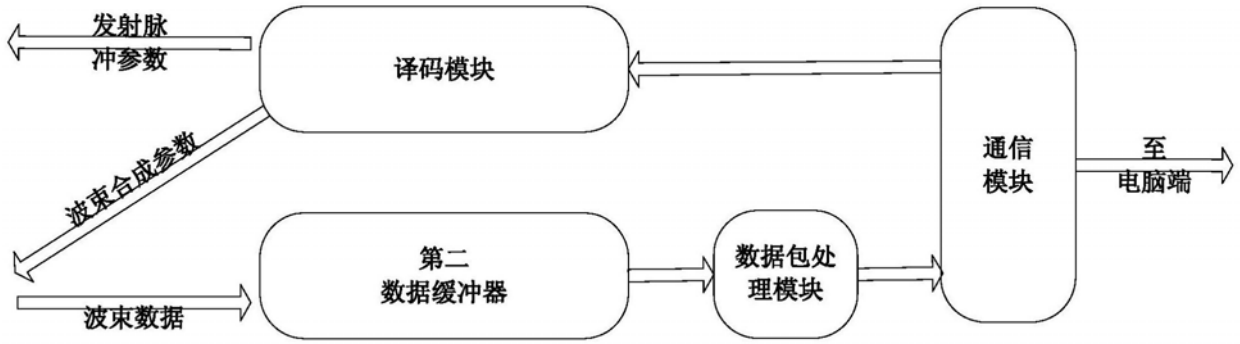 发射脉
冲参数
译码模块
通信
模块
至
电脑端
波束合成参数
第二
数据缓冲器
数据包处
理模块
波束数据